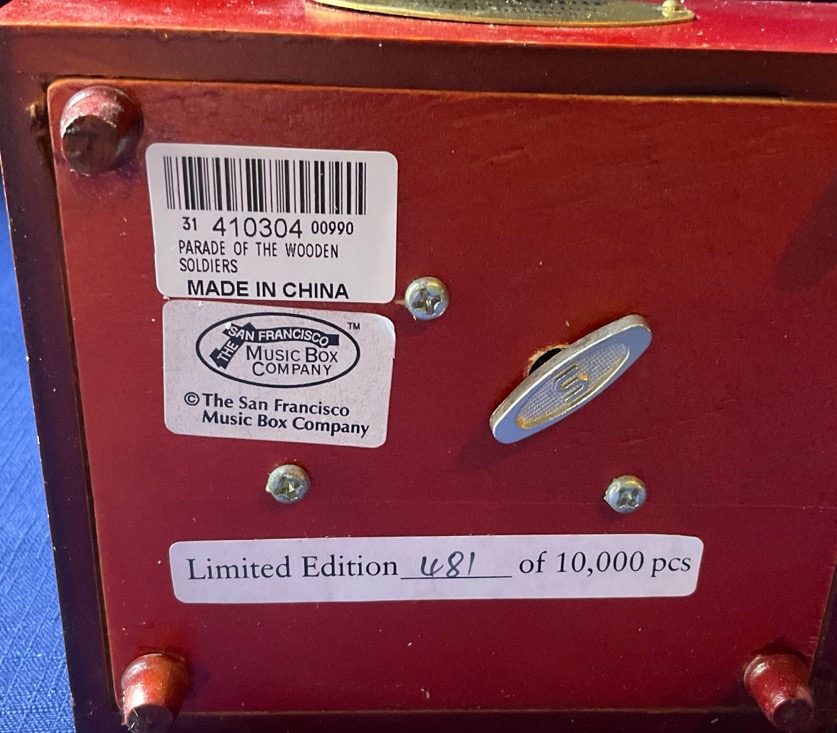 31 410304 00990
PARADE OF THE WOODEN
SOLDIERS
MADE IN CHINA
THE SAN FRANCISCO ™
MUSIC BOX
COMPANY
© The San Francisco
Music Box Company
Limited Edition 481 of 10,000 pcs